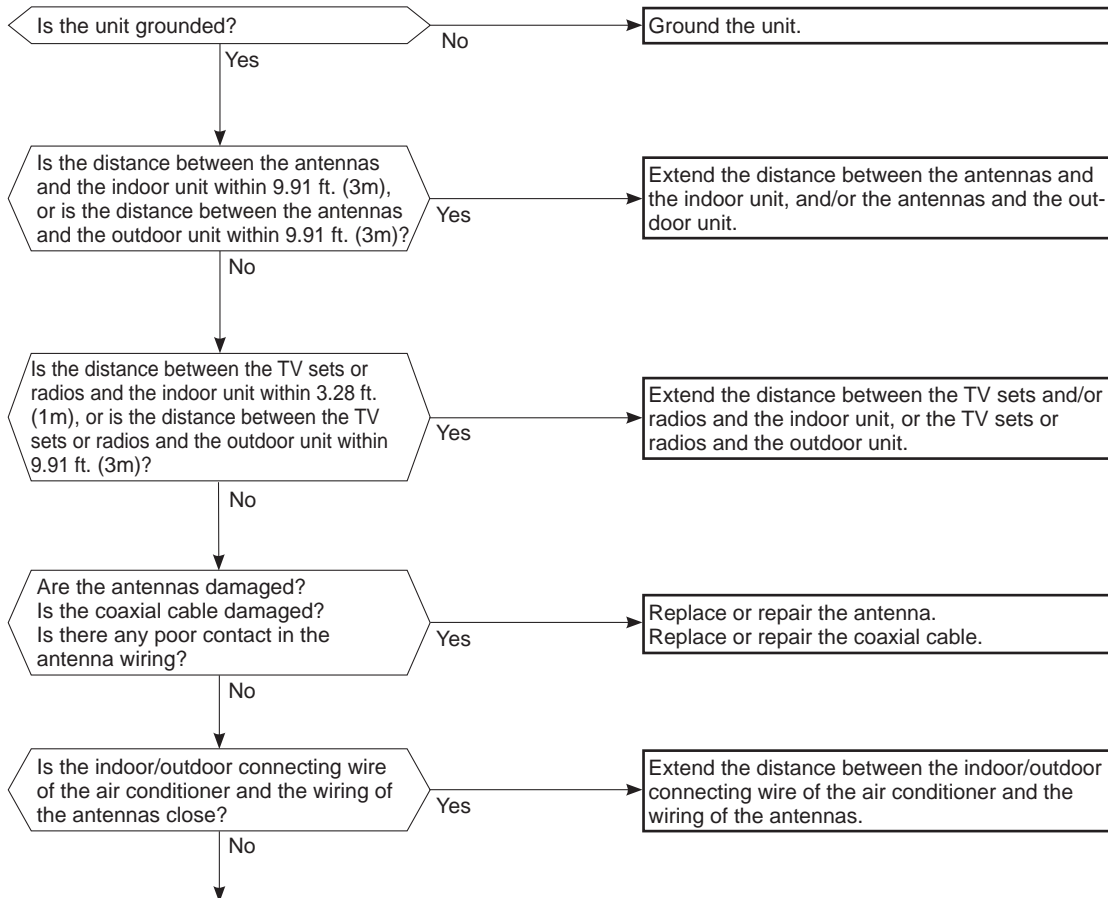 Is the unit grounded?
No
Ground the unit.
Yes
Is the distance between the antennas
and the indoor unit within 9.91 ft. (3m),
or is the distance between the antennas
and the outdoor unit within 9.91 ft. (3m)?
Yes
Extend the distance between the antennas and
the indoor unit, and/or the antennas and the out-
door unit.
No
Is the distance between the TV sets or
radios and the indoor unit within 3.28 ft.
(1m), or is the distance between the TV
sets or radios and the outdoor unit within
9.91 ft. (3m)?
Yes
Extend the distance between the TV sets and/or
radios and the indoor unit, or the TV sets or
radios and the outdoor unit.
No
Are the antennas damaged?
Is the coaxial cable damaged?
Is there any poor contact in the
antenna wiring?
Yes
Replace or repair the antenna.
Replace or repair the coaxial cable.
No
Is the indoor/outdoor connecting wire
of the air conditioner and the wiring of
the antennas close?
Yes
Extend the distance between the indoor/outdoor
connecting wire of the air conditioner and the
wiring of the antennas.
No